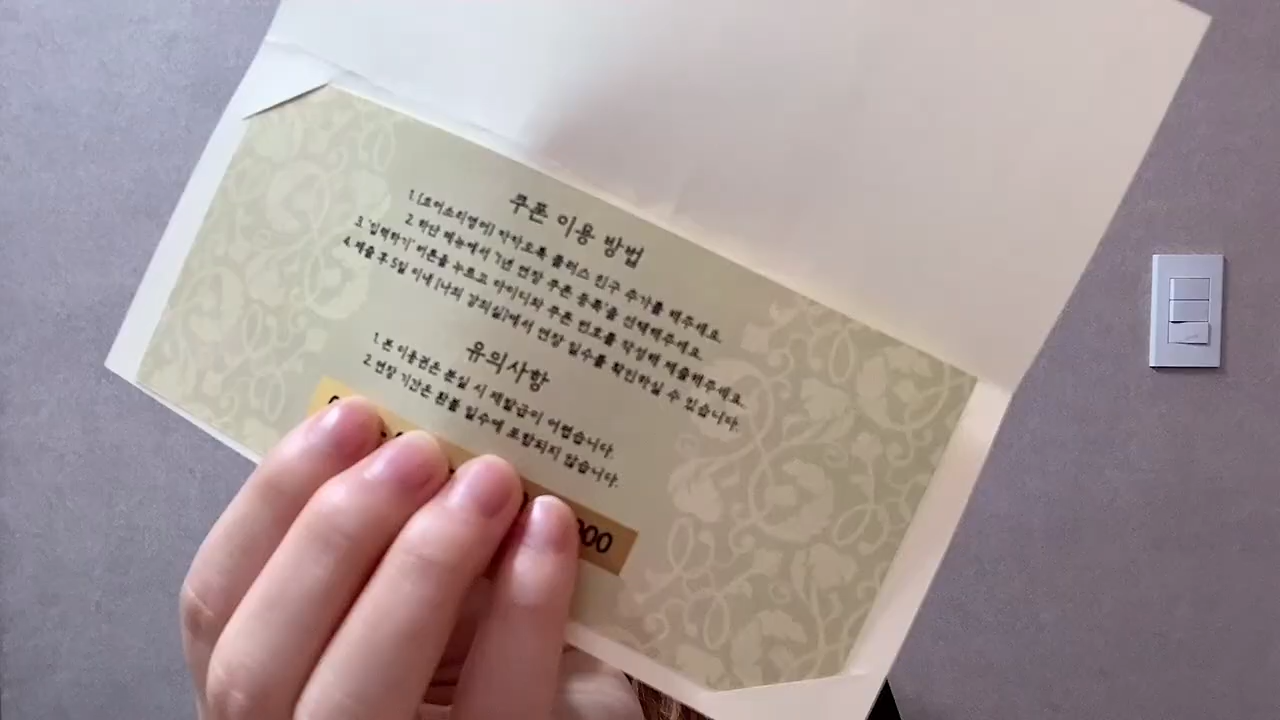 쿠폰 이용 방법
1. [코어소리영어] 카카오톡 플러스 친구 추가를 해주세요.
2. 하단 메뉴에서 '1년 연장 쿠폰 등록'을 선택해주세요.
3. '입력하기' 버튼을 누르고 아이디와 쿠폰 번호를 작성해 제출해주세요.
4. 제출 후 5일 이내 [나의 강의실]에서 연장 일수를 확인하실 수 있습니다.
유의사항
1. 본 이용권은 분실 시 재발급이 어렵습니다.
2. 연장 기간은 환불 일수에 포함되지 않습니다.
000